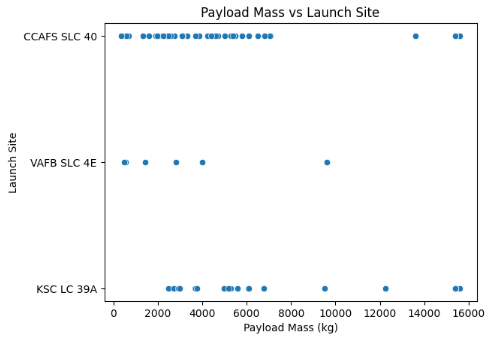 Payload Mass vs Launch Site
CCAFS SLC 40
VAFB SLC 4E
KSC LC 39A
Launch Site
0 2000 4000 6000 8000 10000 12000 14000 16000
Payload Mass (kg)